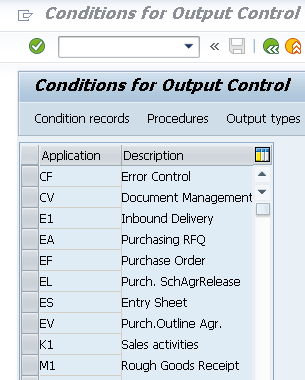 Conditions for Output Control
Conditions for Output Control
Condition records Procedures Output types
Application Description
CF Error Control
CV Document Management
E1 Inbound Delivery
EA Purchasing RFQ
EF Purchase Order
EL Purch. SchAgrRelease
ES Entry Sheet
EV Purch.Outline Agr.
K1 Sales activities
M1 Rough Goods Receipt